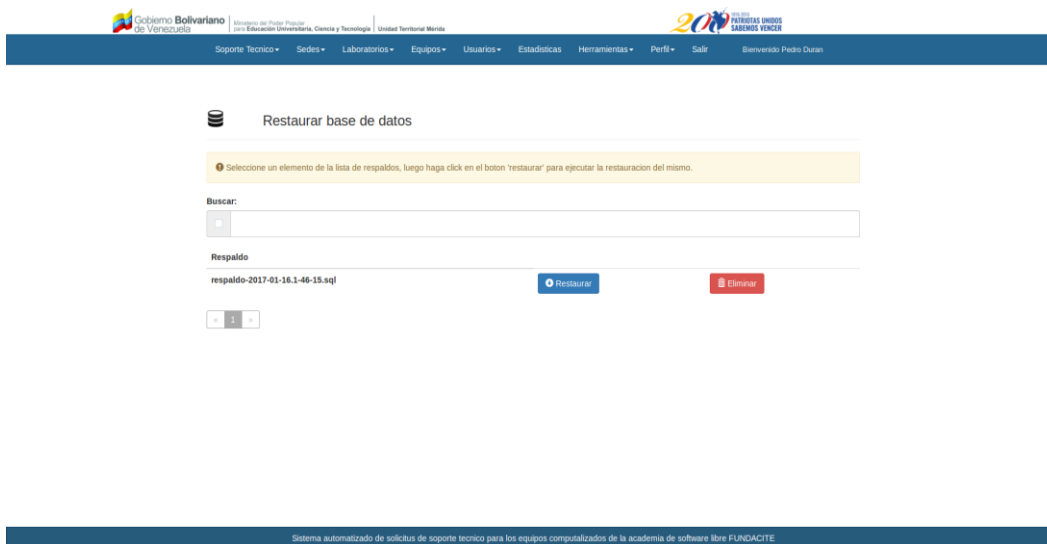 Gobierno Bolivariano
de Venezuela
Ministerio del Poder Popular
para Educación Universitaria, Ciencia y Tecnología
Unidad Territorial Mérida
200
PATRIOTAS UNIDOS
SABEMOS VENCER
Soporte Tecnico Sedes Laboratorios Equipos Usuarios Estadisticas Herramientas Perfil Salir Bienvenido Pedro Duran
Restaurar base de datos
Seleccione un elemento de la lista de respaldos, luego haga click en el boton 'restaurar' para ejecutar la restauracion del mismo.
Buscar:
Respaldo
respaldo-2017-01-16.1-46-15.sql Restaurar Eliminar
« 1 »
Sistema automatizado de solicitus de soporte tecnico para los equipos computalizados de la academia de software libre FUNDACITE